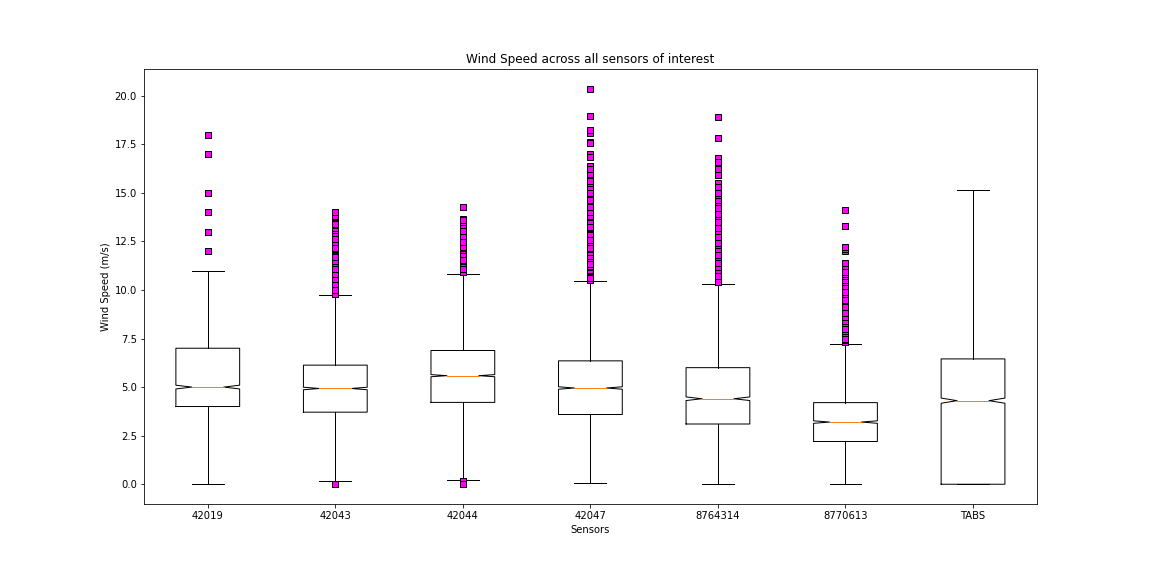 Wind Speed across all sensors of interest
20.0
17.5
15.0
12.5
10.0
7.5
5.0
2.5
0.0
Wind Speed (m/s)
42019 42043 42044 42047 8764314 8770613 TABS
Sensors